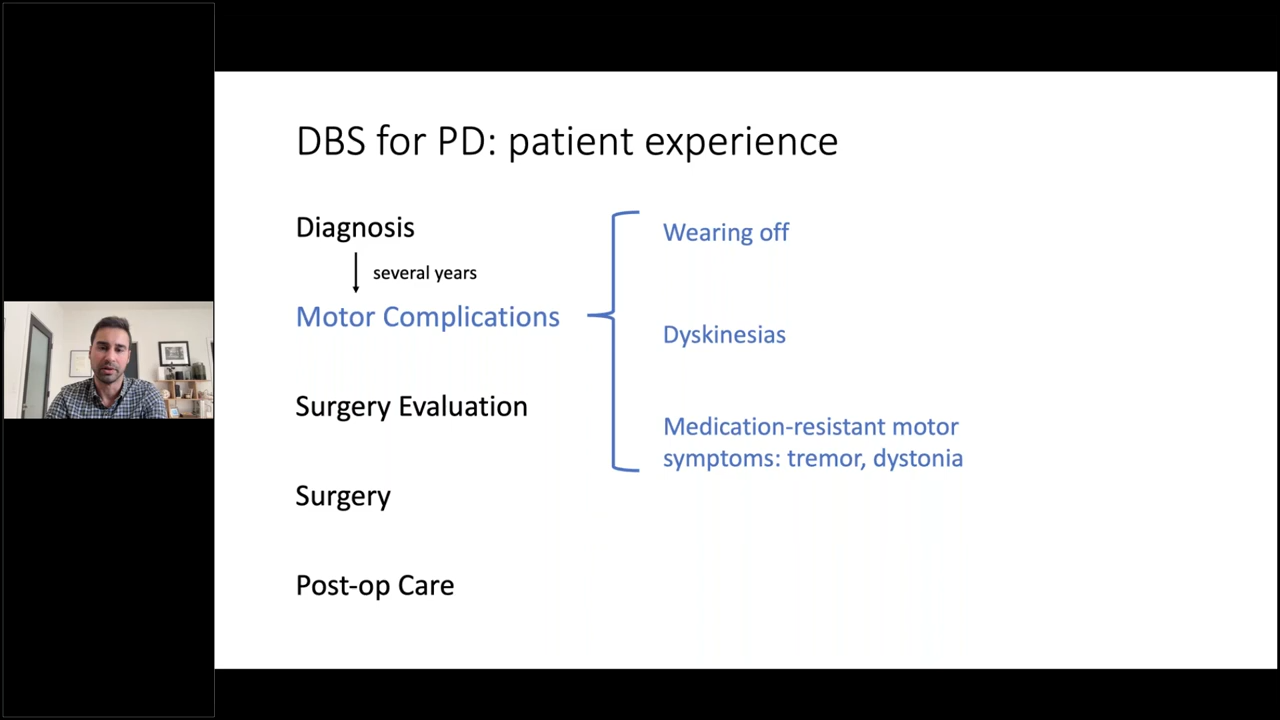 DBS for PD: patient experience
Diagnosis
several years
Motor Complications
Surgery Evaluation
Surgery
Post-op Care
Wearing off
Dyskinesias
Medication-resistant motor
symptoms: tremor, dystonia